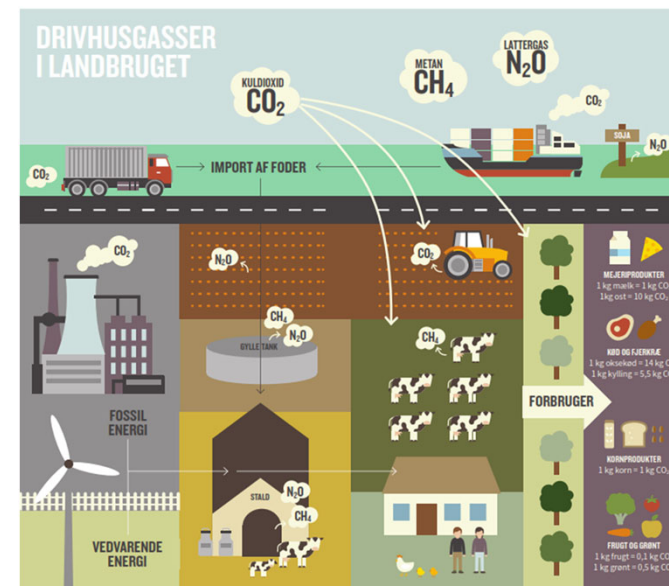 DRIVHUSGASSER
I LANDBRUGET
KULDIOXID
CO₂
METAN
CH₄
LATTERGAS
N₂O
CO₂
SOJA
N₂O
CO₂
IMPORT AF FODER
CO₂
N₂O
CO₂
CH₄
N₂O
GYLLETANK
CH₄
FOSSIL
ENERGI
STALD
N₂O
CH₄
VEDVARENDE
ENERGI
FORBRUGER
MEJERIPRODUKTER
1 kg mælk = 1 kg CO
1kg ost = 10 kg CO₂
KØD OG FJERKRÆ
1 kg oksekød = 14 kg C
1 kg kylling = 5,5 kg C
KORNPRODUKTER
1 kg korn = 1 kg CO₂
FRUGT OG GRØNT
1 kg frugt = 0,1 kg CO
1 kg grønt = 0,5 kg C